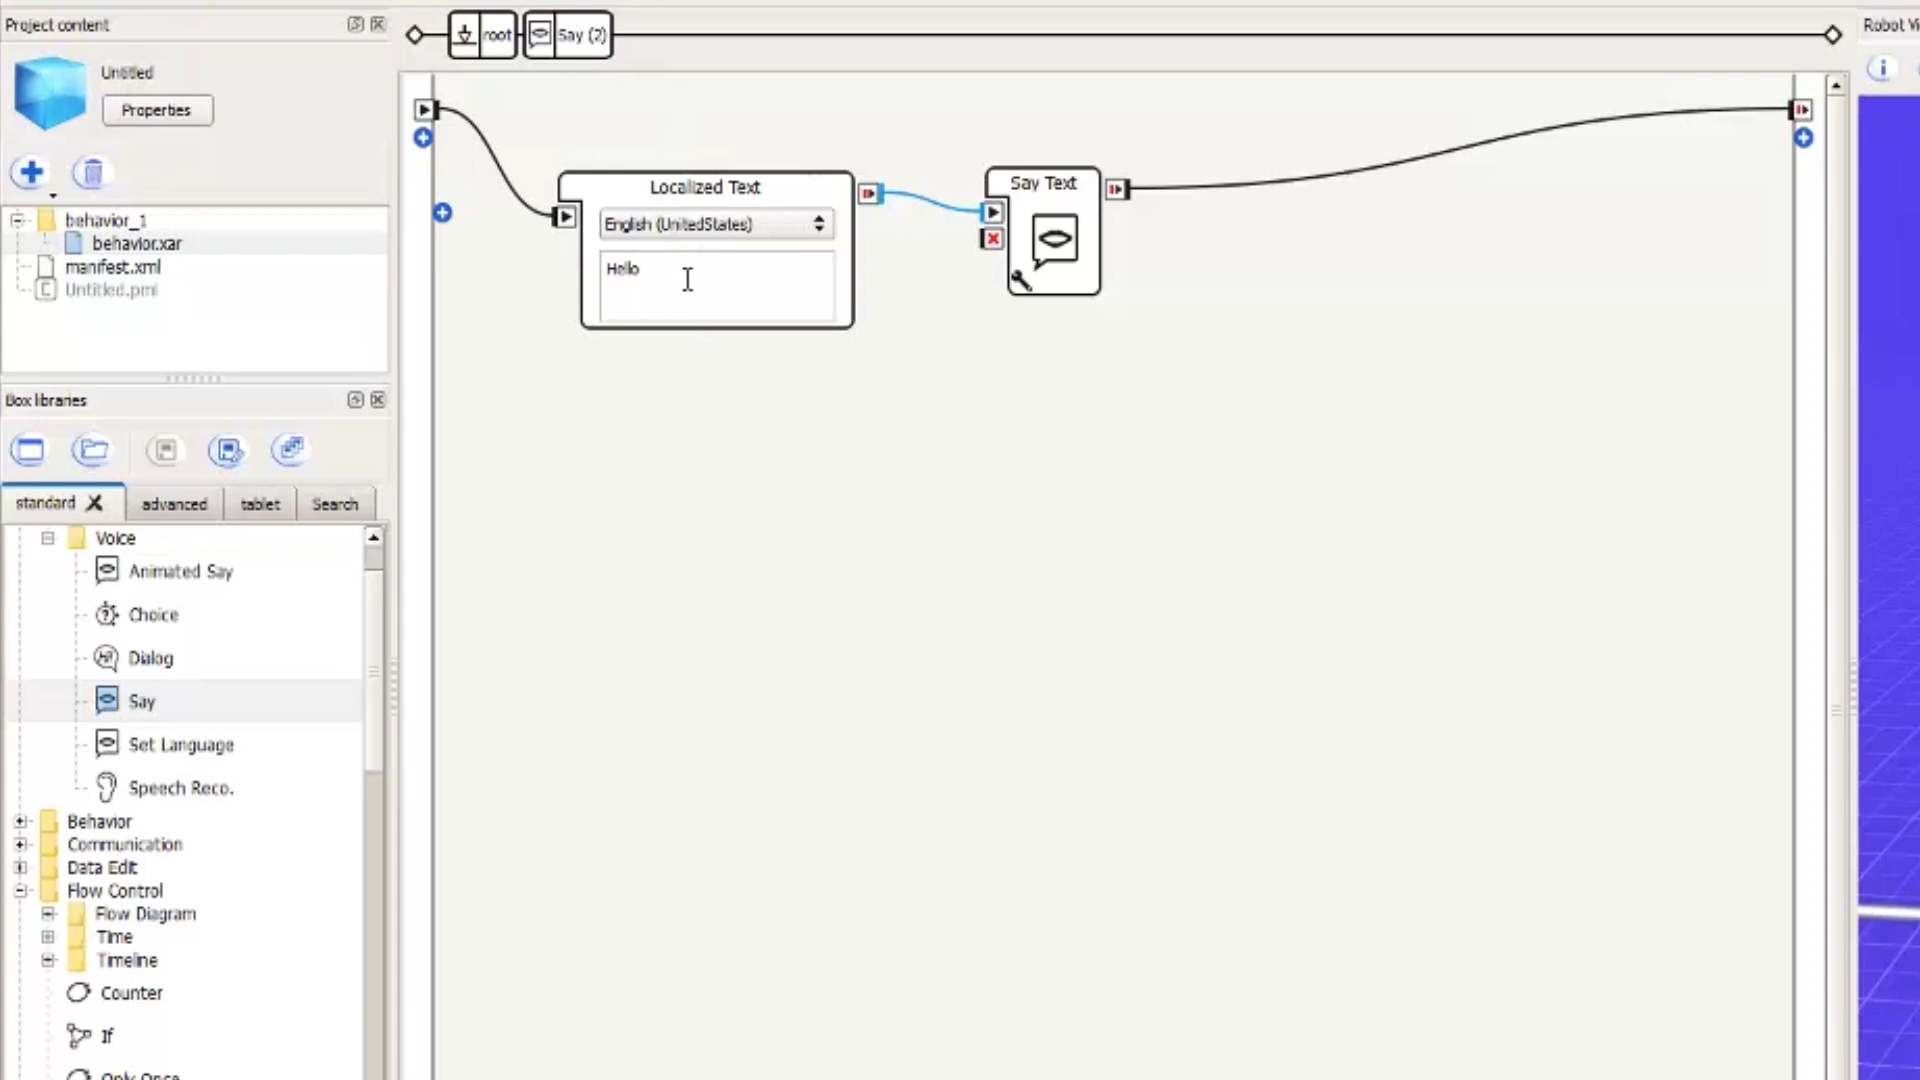 Project content
Untitled
Properties
behavior_1
behavior.xar
manifest.xml
Untitled.pml
Box libraries
standard
advanced
tablet
Search
Voice
Animated Say
Choice
Dialog
Say
Set Language
Speech Reco.
Behavior
Communication
Data Edit
Flow Control
Flow Diagram
Time
Timeline
Counter
If
Only Once
root
Say (2)
Localized Text
English (UnitedStates)
Hello
Say Text
Robot